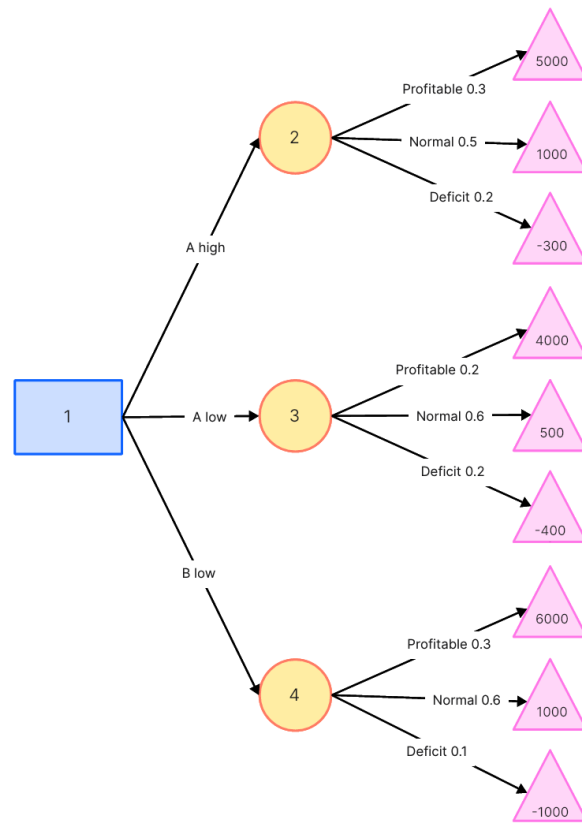 5000
Profitable 0.3
2
Normal 0.5
1000
Deficit 0.2
-300
A high
4000
Profitable 0.2
1
A low
3
Normal 0.6
500
Deficit 0.2
-400
B low
6000
Profitable 0.3
4
Normal 0.6
1000
Deficit 0.1
-1000